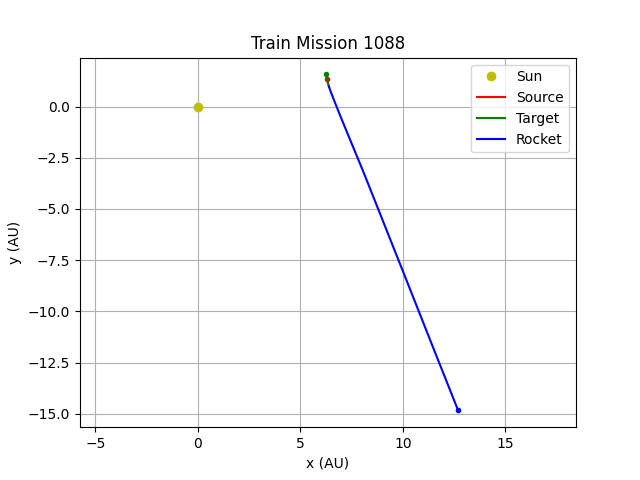 Train Mission 1088
Sun
Source
Target
Rocket
0.0
−2.5
−5.0
−7.5
−10.0
−12.5
−15.0
y (AU)
−5
0
5
10
15
x (AU)